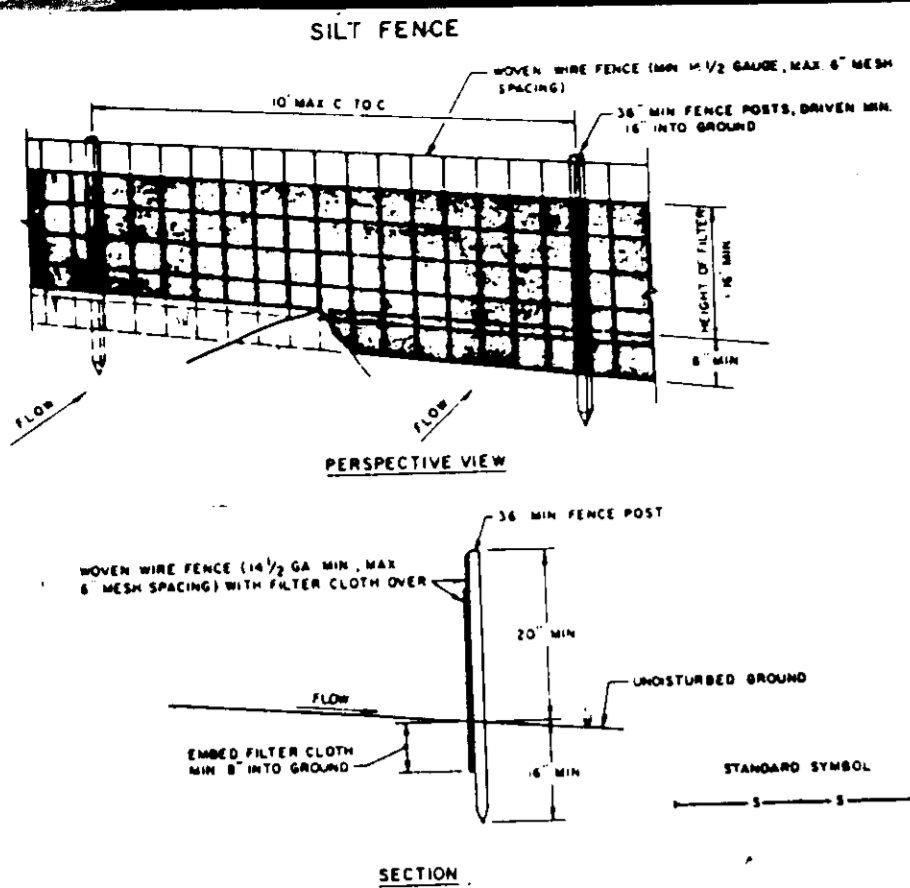 SILT FENCE
WOVEN WIRE FENCE (MIN 14 1/2 GAUGE, MAX. 6" MESH
SPACING)
10' MAX C TO C
36" MIN FENCE POSTS, DRIVEN MIN.
16" INTO GROUND
HEIGHT OF FILTER
16" MIN
8" MIN
FLOW
FLOW
PERSPECTIVE VIEW
36" MIN FENCE POST
WOVEN WIRE FENCE (14 1/2 GA MIN, MAX
6" MESH SPACING) WITH FILTER CLOTH OVER
20" MIN
UNDISTURBED GROUND
FLOW
EMBED FILTER CLOTH
MIN 8" INTO GROUND
16" MIN
STANDARD SYMBOL
S S
SECTION